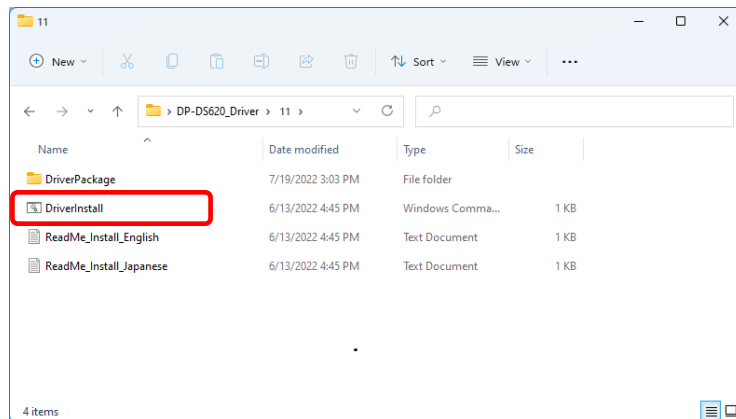 11
New Sort View ...
DP-DS620_Driver > 11 >
Name Date modified Type Size
DriverPackage 7/19/2022 3:03 PM File folder
DriverInstall 6/13/2022 4:45 PM Windows Comma... 1 KB
ReadMe_Install_English 6/13/2022 4:45 PM Text Document 1 KB
ReadMe_Install_Japanese 6/13/2022 4:45 PM Text Document 1 KB
4 items